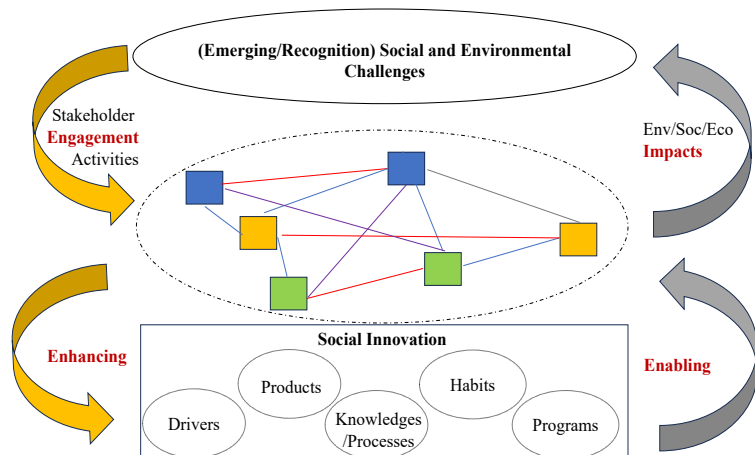 (Emerging/Recognition) Social and Environmental
Challenges
Stakeholder
Engagement
Activities
Env/Soc/Eco
Impacts
Enhancing
Enabling
Social Innovation
Products
Habits
Drivers
Knowledges
/Processes
Programs